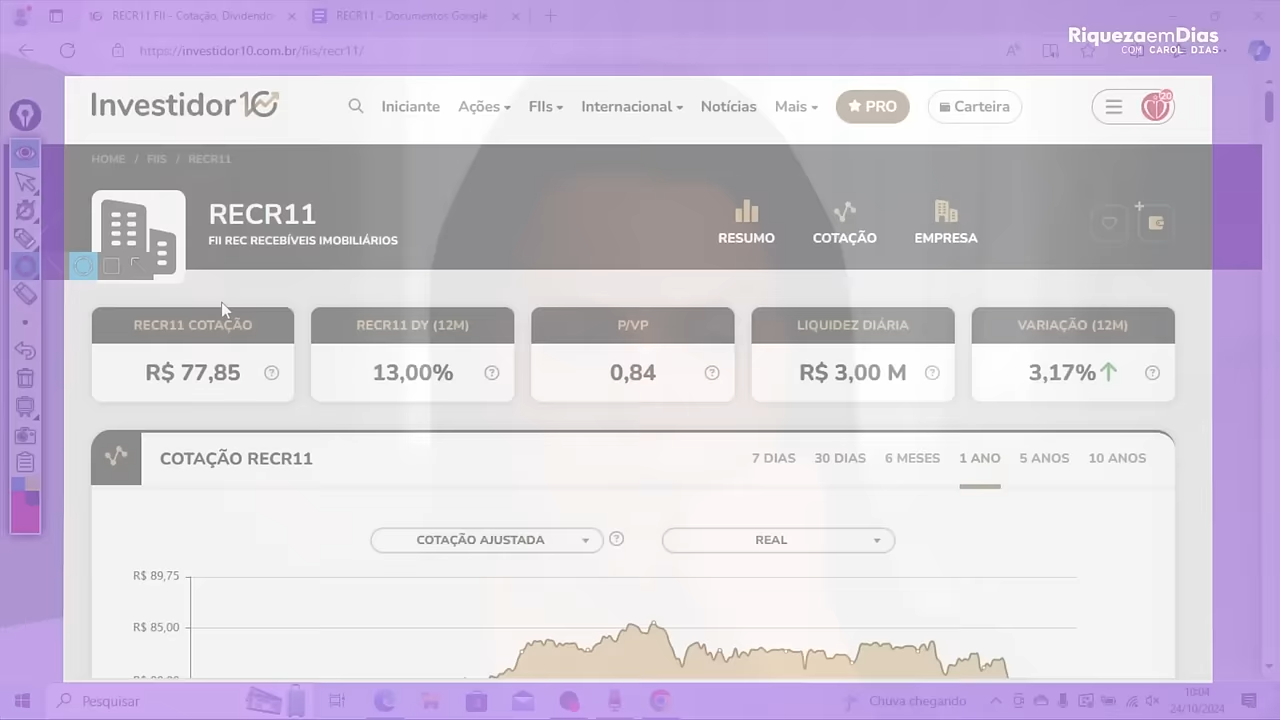 RECR11 FII - Cotação, Dividendo
RECR11 - Documentos Google
RiquezaemDias
COM CAROL DIAS.
https://investidor10.com.br/fiis/recr11/
Investidor10
Iniciante
Ações
FIIs
Internacional
Notícias
Mais
PRO
Carteira
20
HOME / FIIS / RECR11
RECR11
FII REC RECEBÍVEIS IMOBILIÁRIOS
RESUMO
COTAÇÃO
EMPRESA
RECR11 COTAÇÃO
R$ 77,85
RECR11 DY (12M)
13,00%
P/VP
0,84
LIQUIDEZ DIÁRIA
R$ 3,00 M
VARIAÇÃO (12M)
3,17%
COTAÇÃO RECR11
7 DIAS
30 DIAS
6 MESES
1 ANO
5 ANOS
10 ANOS
COTAÇÃO AJUSTADA
REAL
R$ 89,75
R$ 85,00
Pesquisar
Chuva chegando
10:04
24/10/2024